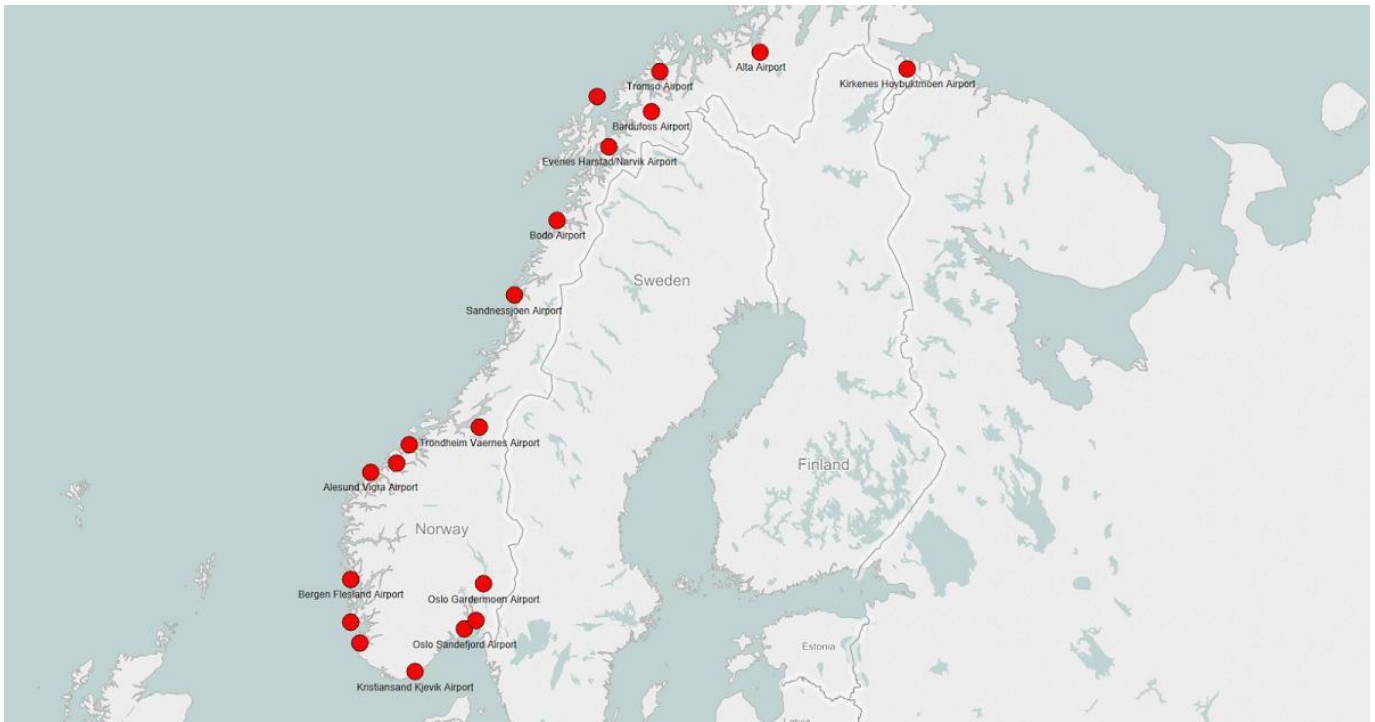 Alta Airport
Tromso Airport
Kirkenes Hoybuktmoen Airport
Bardufoss Airport
Evenes Harstad/Narvik Airport
Bodo Airport
Sweden
Sandnessjoen Airport
Trondheim Vaernes Airport
Finland
Alesund Vigra Airport
Norway
Bergen Flesland Airport
Oslo Gardermoen Airport
Oslo Sandefjord Airport
Estonia
Kristiansand Kjevik Airport
Latvia